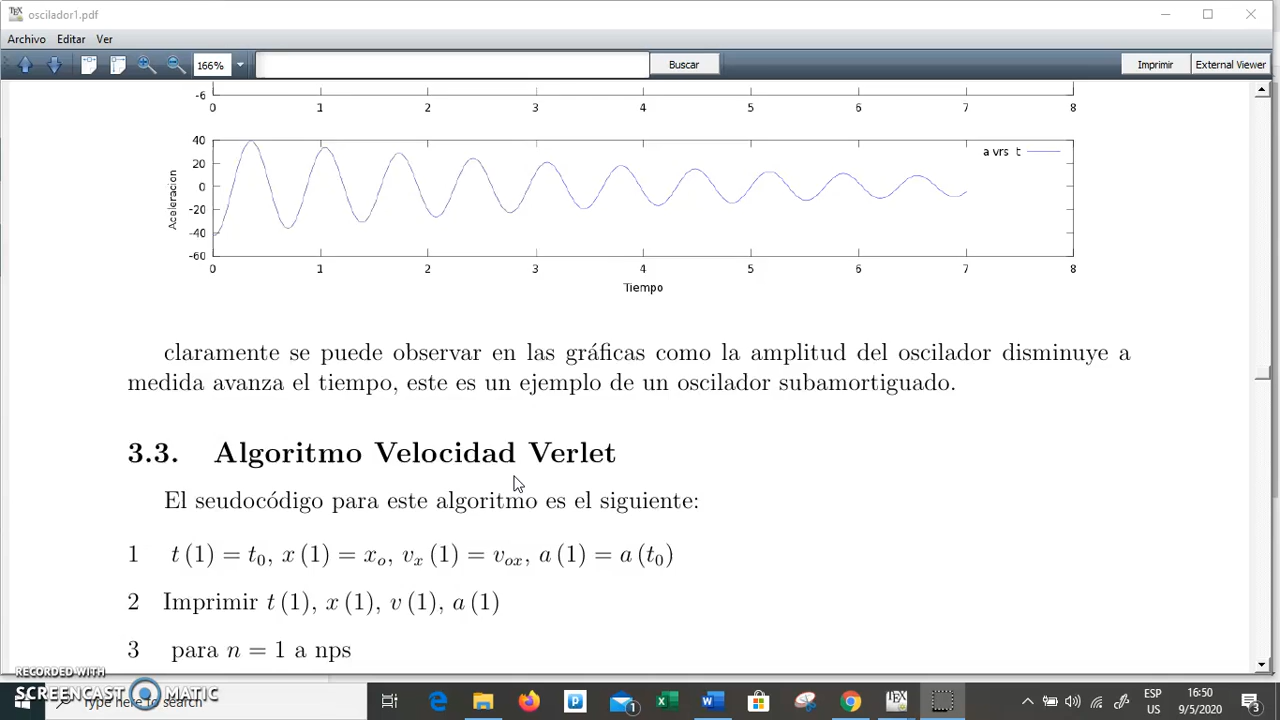 oscilador1.pdf
Archivo Editar Ver
166% Buscar Imprimir External Viewer
-6
0 1 2 3 4 5 6 7 8
40
20
0
-20
-40
-60
Aceleracion
a vrs t
0 1 2 3 4 5 6 7 8
Tiempo
claramente se puede observar en las gráficas como la amplitud del oscilador disminuye a
medida avanza el tiempo, este es un ejemplo de un oscilador subamortiguado.
3.3. Algoritmo Velocidad Verlet
El seudocódigo para este algoritmo es el siguiente:
1 t (1) = t₀, x (1) = xₒ, vₓ (1) = vₒₓ, a (1) = a (t₀)
2 Imprimir t (1), x (1), v (1), a (1)
3 para n = 1 a nps
RECORDED WITH
SCREENCAST MATIC
Type here to search
1
ESP
US
16:50
9/5/2020
3